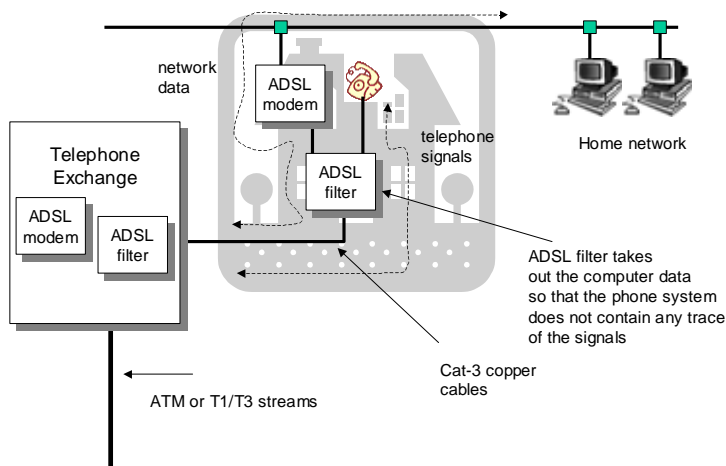 network
data
ADSL
modem
telephone
signals
Home network
Telephone
Exchange
ADSL
modem
ADSL
filter
ADSL
filter
ADSL filter takes
out the computer data
so that the phone system
does not contain any trace
of the signals
Cat-3 copper
cables
ATM or T1/T3 streams